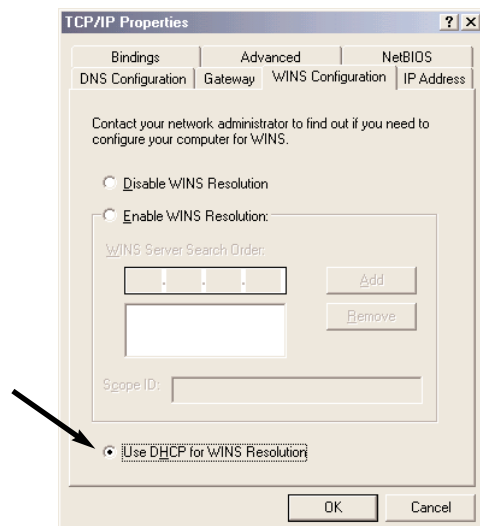 TCP/IP Properties
Bindings Advanced NetBIOS
DNS Configuration Gateway WINS Configuration IP Address
Contact your network administrator to find out if you need to
configure your computer for WINS.
Disable WINS Resolution
Enable WINS Resolution:
WINS Server Search Order:
Add
Remove
Scope ID:
Use DHCP for WINS Resolution
OK Cancel